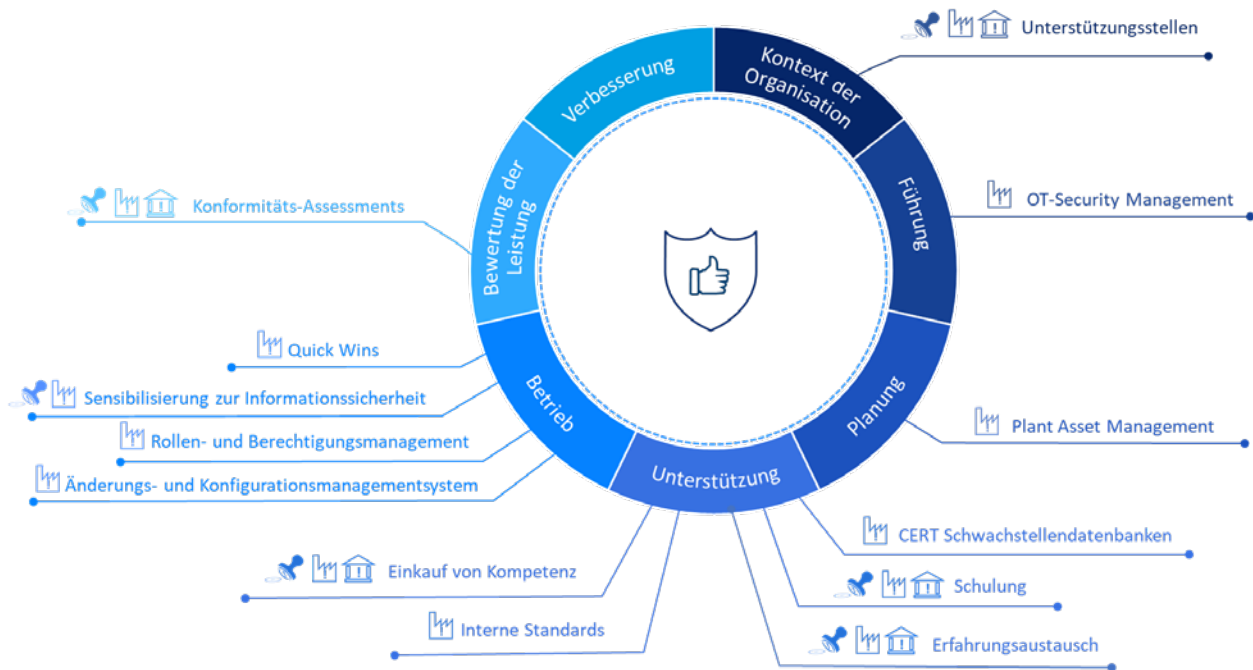 Unterstützungsstellen
Kontext der
Organisation
Verbesserung
Führung
OT-Security Management
Bewertung der
Leistung
Konformitäts-Assessments
Quick Wins
Sensibilisierung zur Informationssicherheit
Rollen- und Berechtigungsmanagement
Änderungs- und Konfigurationsmanagementsystem
Betrieb
Planung
Plant Asset Management
Unterstützung
CERT Schwachstellendatenbanken
Einkauf von Kompetenz
Schulung
Interne Standards
Erfahrungsaustausch